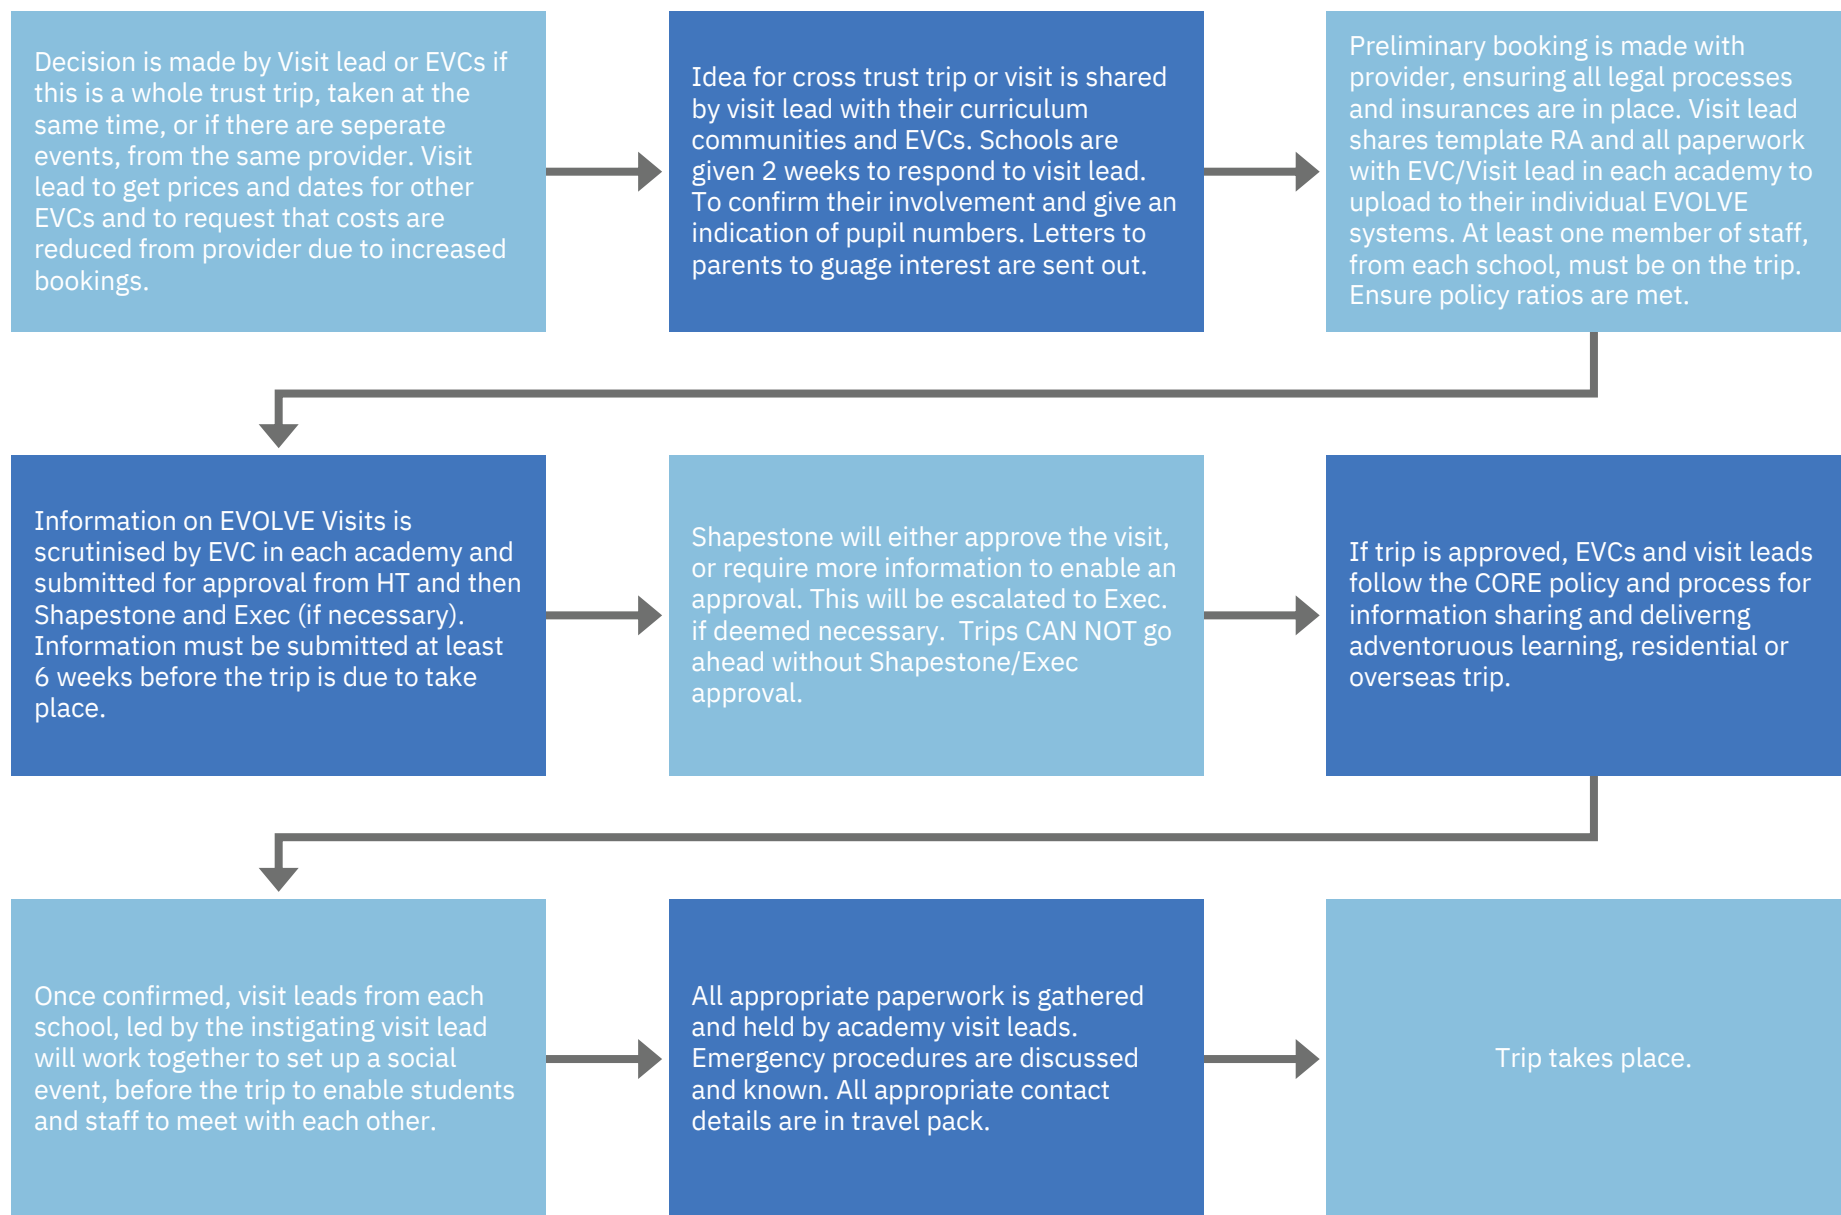 Decision is made by Visit lead or EVCs if
this is a whole trust trip, taken at the
same time, or if there are seperate
events, from the same provider. Visit
lead to get prices and dates for other
EVCs and to request that costs are
reduced from provider due to increased
bookings.
Idea for cross trust trip or visit is shared
by visit lead with their curriculum
communities and EVCs. Schools are
given 2 weeks to respond to visit lead.
To confirm their involvement and give an
indication of pupil numbers. Letters to
parents to guage interest are sent out.
Preliminary booking is made with
provider, ensuring all legal processes
and insurances are in place. Visit lead
shares template RA and all paperwork
with EVC/Visit lead in each academy to
upload to their individual EVOLVE
systems. At least one member of staff,
from each school, must be on the trip.
Ensure policy ratios are met.
Information on EVOLVE Visits is
scrutinised by EVC in each academy and
submitted for approval from HT and then
Shapestone and Exec (if necessary).
Information must be submitted at least
6 weeks before the trip is due to take
place.
Shapestone will either approve the visit,
or require more information to enable an
approval. This will be escalated to Exec.
if deemed necessary.  Trips CAN NOT go
ahead without Shapestone/Exec
approval.
If trip is approved, EVCs and visit leads
follow the CORE policy and process for
information sharing and deliverng
adventoruous learning, residential or
overseas trip.
Once confirmed, visit leads from each
school, led by the instigating visit lead
will work together to set up a social
event, before the trip to enable students
and staff to meet with each other.
All appropriate paperwork is gathered
and held by academy visit leads.
Emergency procedures are discussed
and known. All appropriate contact
details are in travel pack.
Trip takes place.